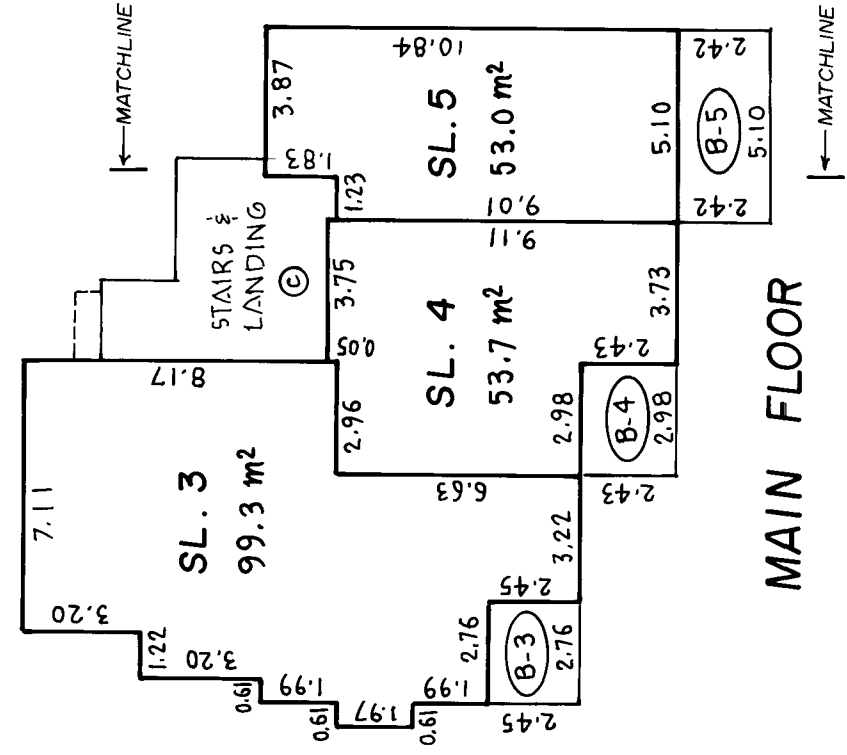 MATCHLINE
MATCHLINE
10.84
3.87
SL. 5
53.0 m²
1.83
1.23
9.01
5.10
2.42
B-5
5.10
2.42
STAIRS &
LANDING
C
9.11
3.75
0.05
SL. 4
53.7 m²
3.73
2.43
2.96
2.98
B-4
2.98
2.43
8.17
7.11
SL. 3
99.3 m²
6.63
3.22
2.45
3.20
1.22
3.20
0.61
1.99
0.61
1.97
0.61
1.99
2.76
B-3
2.76
2.45
MAIN FLOOR